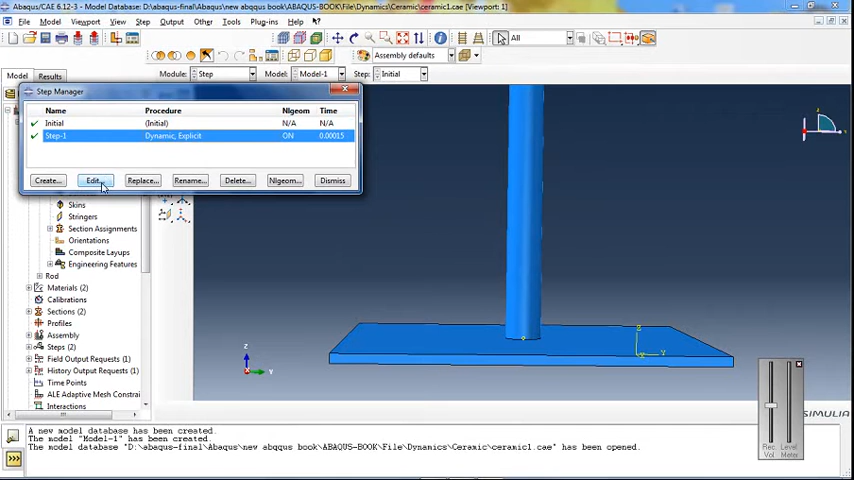 Abaqus/CAE 6.12-3 - Model Database: D:\abaqus-final\Abaqus\new abqqus book\ABAQUS-BOOK\File\Dynamics\Ceramic\ceramic1.cae [Viewport: 1]
File Model Viewport View Step Output Other Tools Plug-ins Help
All
Assembly defaults
Model Results Module: Step Model: Model-1 Step: Initial
Step Manager
Name Procedure Nlgeom Time
Initial (Initial) N/A N/A
Step-1 Dynamic, Explicit ON 0.00015
Create... Edit... Replace... Rename... Delete... Nlgeom... Dismiss
Skins
Stringers
Section Assignments
Orientations
Composite Layups
Engineering Features
Rod
Materials (2)
Calibrations
Sections (2)
Profiles
Assembly
Steps (2)
Field Output Requests (1)
History Output Requests (1)
Time Points
ALE Adaptive Mesh Constrai
Interactions
Z
Y
Z
Y
Rec. Vol
Level Meter
SIMULIA
A new model database has been created.
The model "Model-1" has been created.
The model database "D:\abaqus-final\Abaqus\new abqqus book\ABAQUS-BOOK\File\Dynamics\Ceramic\ceramic1.cae" has been opened.